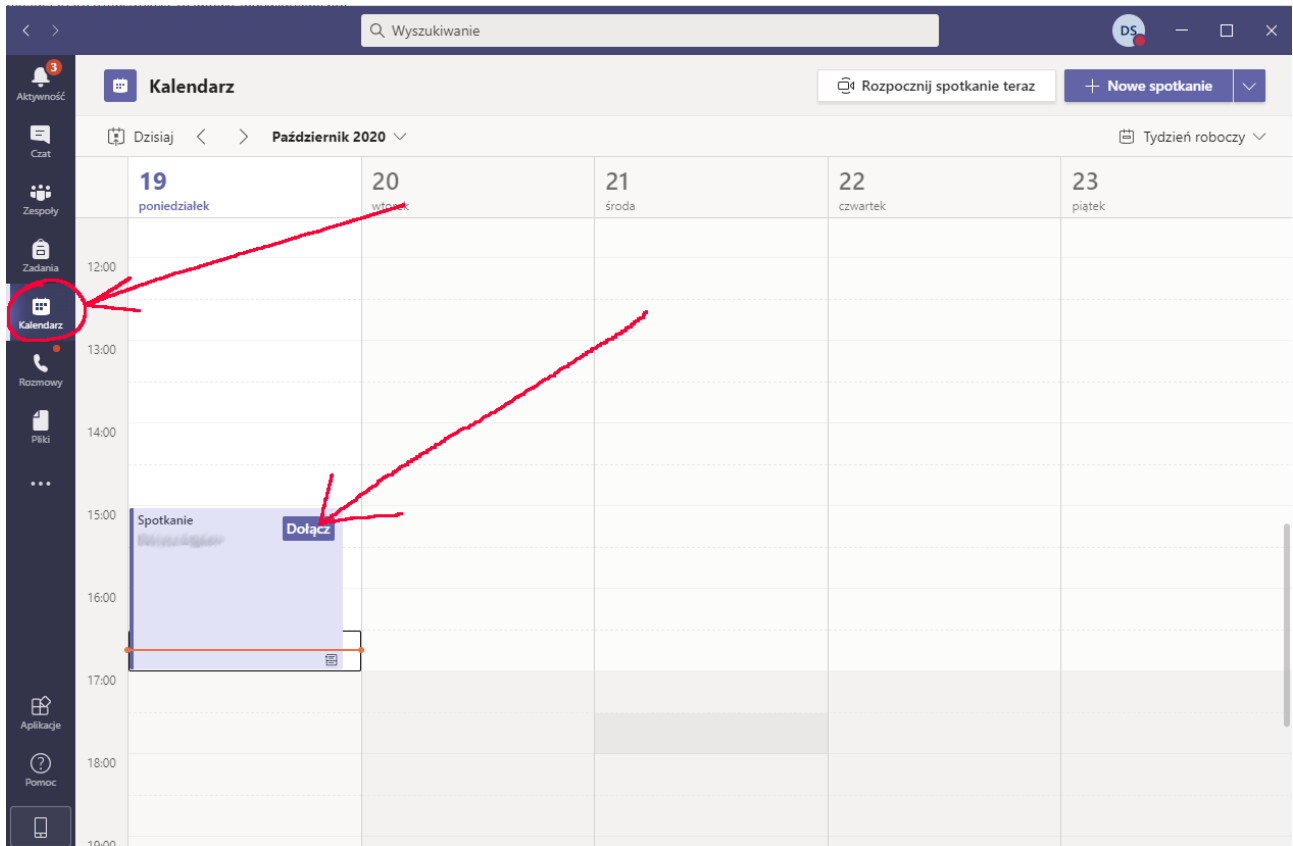 Wyszukiwanie
DS
3
Aktywność
Kalendarz
Rozpocznij spotkanie teraz
+ Nowe spotkanie
Czat
Dzisiaj
Październik 2020
Tydzień roboczy
Zespoły
19
poniedziałek
20
wtorek
21
środa
22
czwartek
23
piątek
Zadania
12:00
Kalendarz
13:00
Rozmowy
14:00
Pliki
15:00
Spotkanie
Dołącz
16:00
17:00
Aplikacje
18:00
Pomoc
19:00